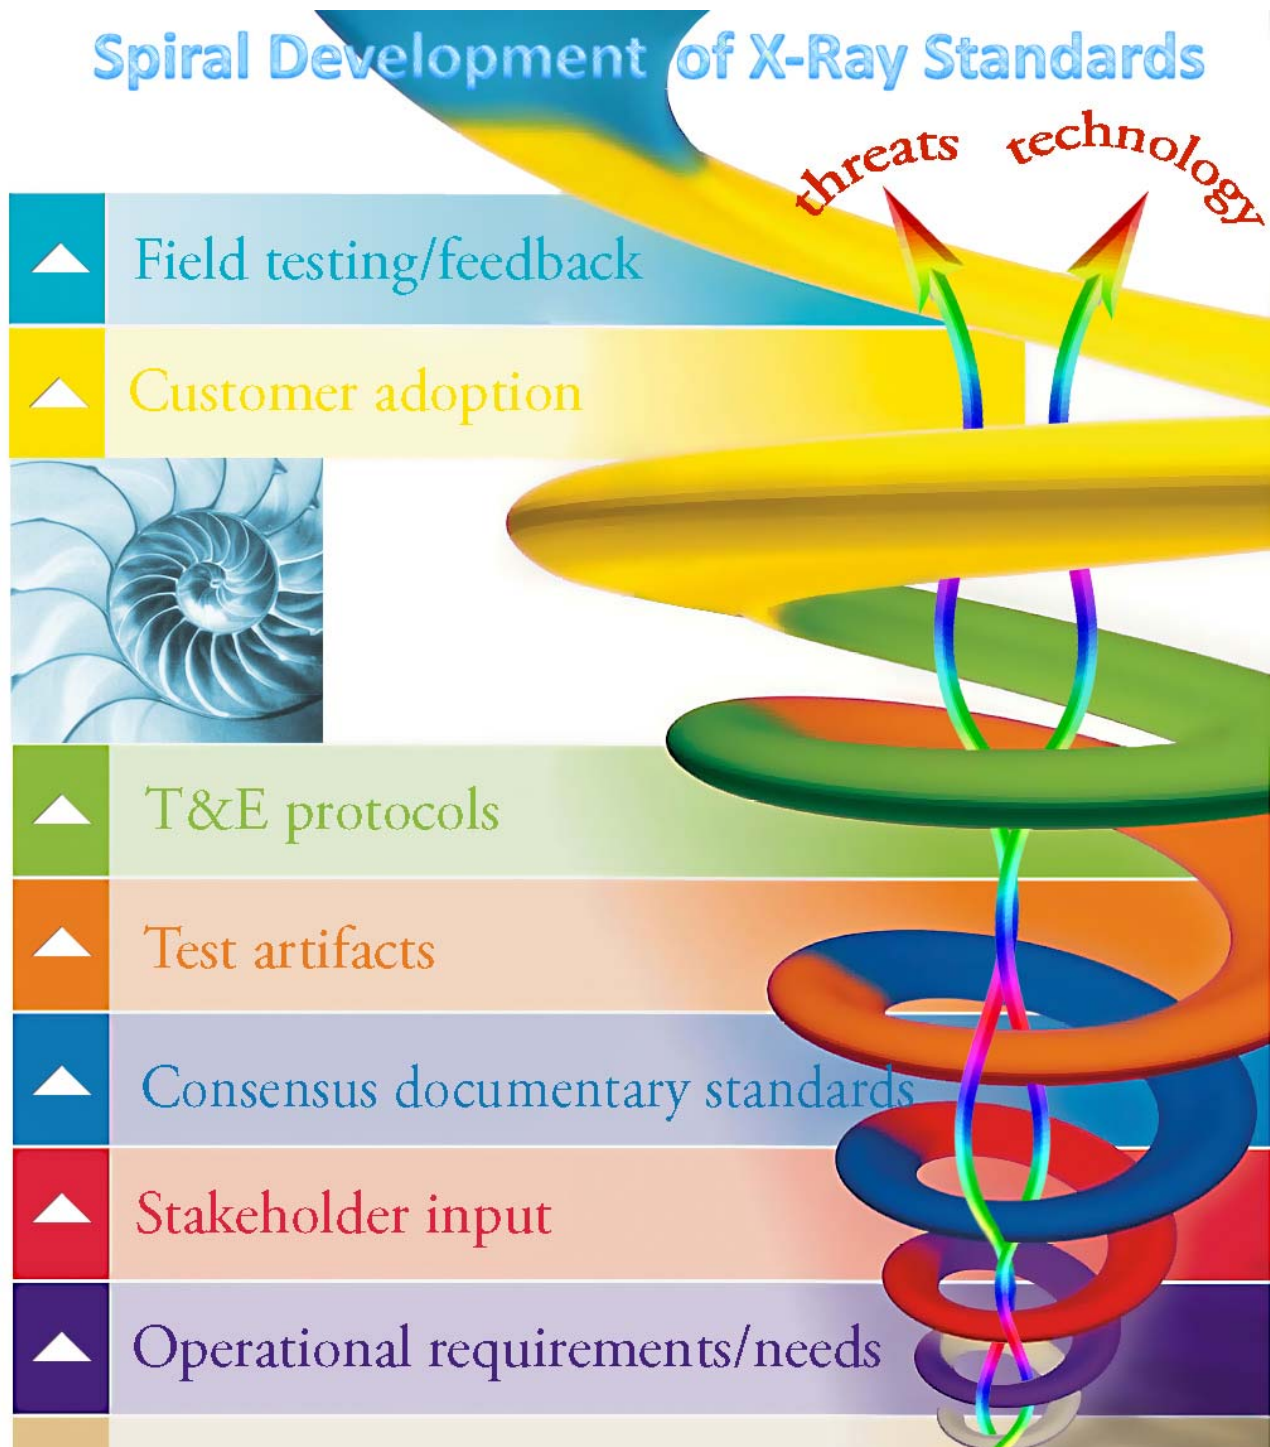 Spiral Development of X-Ray Standards
threats technology
Field testing/feedback
Customer adoption
T&E protocols
Test artifacts
Consensus documentary standards
Stakeholder input
Operational requirements/needs